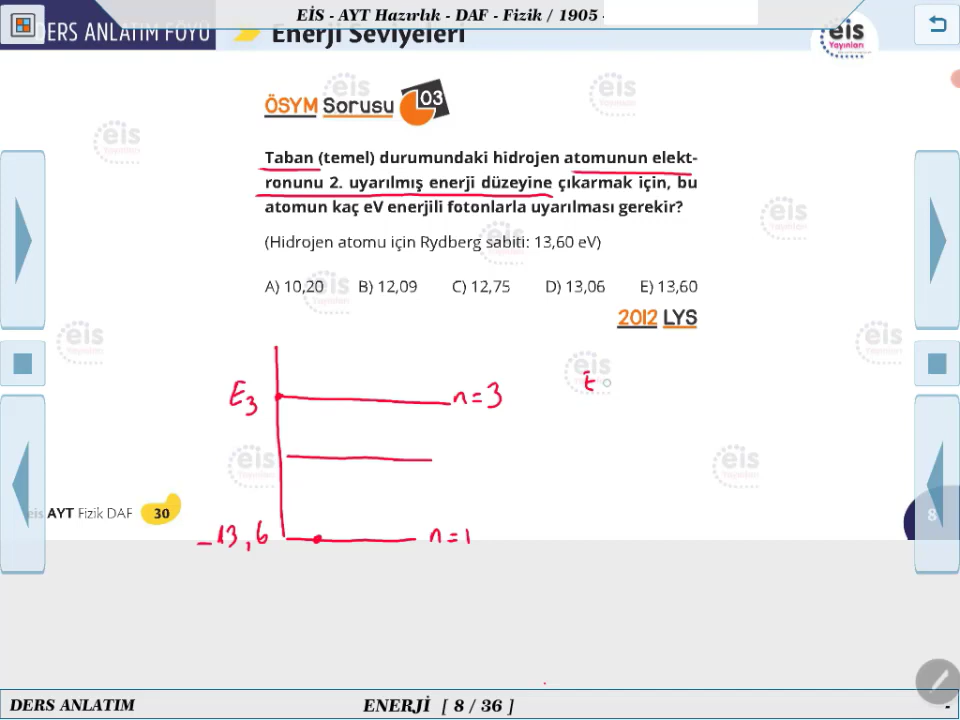 EİS - AYT Hazırlık - DAF - Fizik / 1905 -
DERS ANLATIM FÖYÜ
Enerji Seviyeleri
eis
Yayınları
ÖSYM Sorusu 03
Taban (temel) durumundaki hidrojen atomunun elekt-
ronunu 2. uyarılmış enerji düzeyine çıkarmak için, bu
atomun kaç eV enerjili fotonlarla uyarılması gerekir?
(Hidrojen atomu için Rydberg sabiti: 13,60 eV)
A) 10,20 B) 12,09 C) 12,75 D) 13,06 E) 13,60
2012 LYS
E3 n=3
eis AYT Fizik DAF 30
8
-13,6 n=1
DERS ANLATIM
ENERJİ [ 8 / 36 ]
-